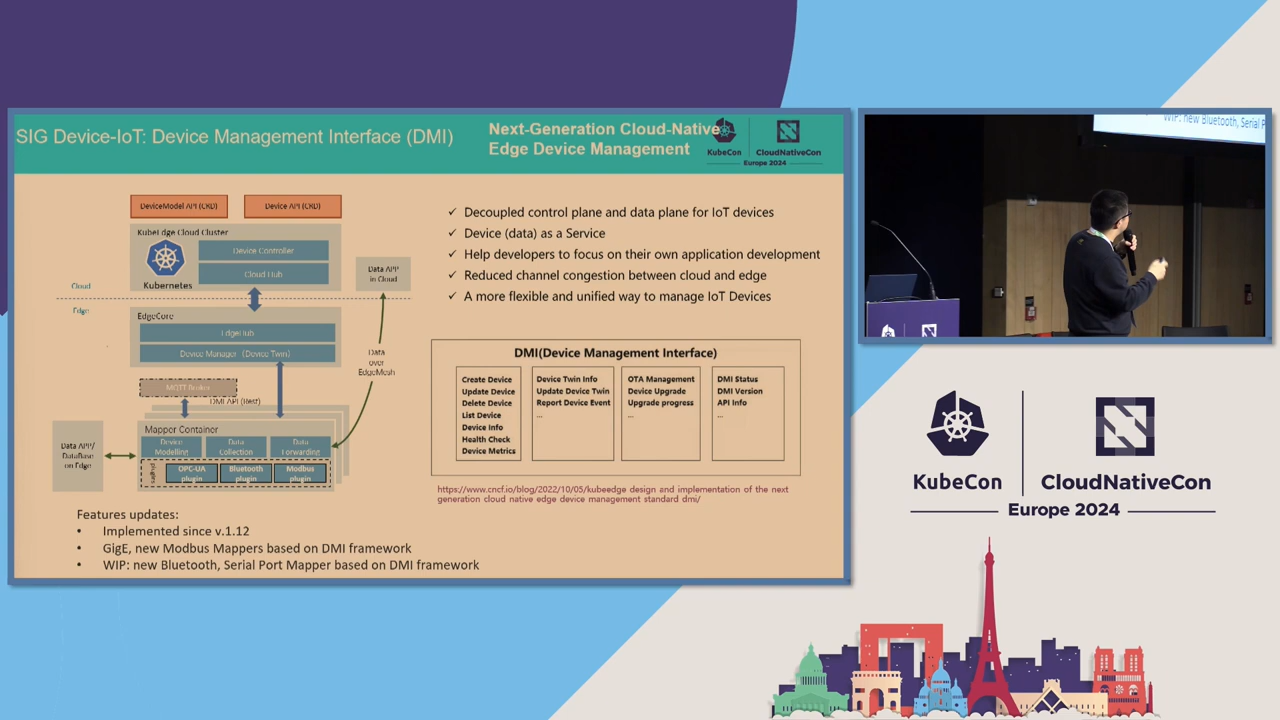 SIG Device-IoT: Device Management Interface (DMI)
Next-Generation Cloud-Native
Edge Device Management
KubeCon
CloudNativeCon
Europe 2024
DeviceModel API (CRD)
Device API (CRD)
KubeEdge Cloud Cluster
Device Controller
Cloud Hub
Kubernetes
Data APP
in Cloud
Cloud
Edge
EdgeCore
EdgeHub
Device Manager (Device Twin)
Data
over
EdgeMesh
MQTT Broker
DMI API (Rest)
Mapper Container
Device
Modelling
Data
Collection
Data
Forwarding
Data APP/
DataBase
on Edge
plugins
OPC-UA
plugin
Bluetooth
plugin
Modbus
plugin
✓ Decoupled control plane and data plane for IoT devices
✓ Device (data) as a Service
✓ Help developers to focus on their own application development
✓ Reduced channel congestion between cloud and edge
✓ A more flexible and unified way to manage IoT Devices
DMI(Device Management Interface)
Create Device
Update Device
Delete Device
List Device
Device Info
Health Check
Device Metrics
Device Twin Info
Update Device Twin
Report Device Event
...
OTA Management
Device Upgrade
Upgrade progress
...
DMI Status
DMI Version
API Info
...
https://www.cncf.io/blog/2022/10/05/kubeedge design and implementation of the next
generation cloud native edge device management standard dmi/
Features updates:
• Implemented since v.1.12
• GigE, new Modbus Mappers based on DMI framework
• WIP: new Bluetooth, Serial Port Mapper based on DMI framework
WIP: new Bluetooth, Serial P
KubeCon
CloudNativeCon
Europe 2024